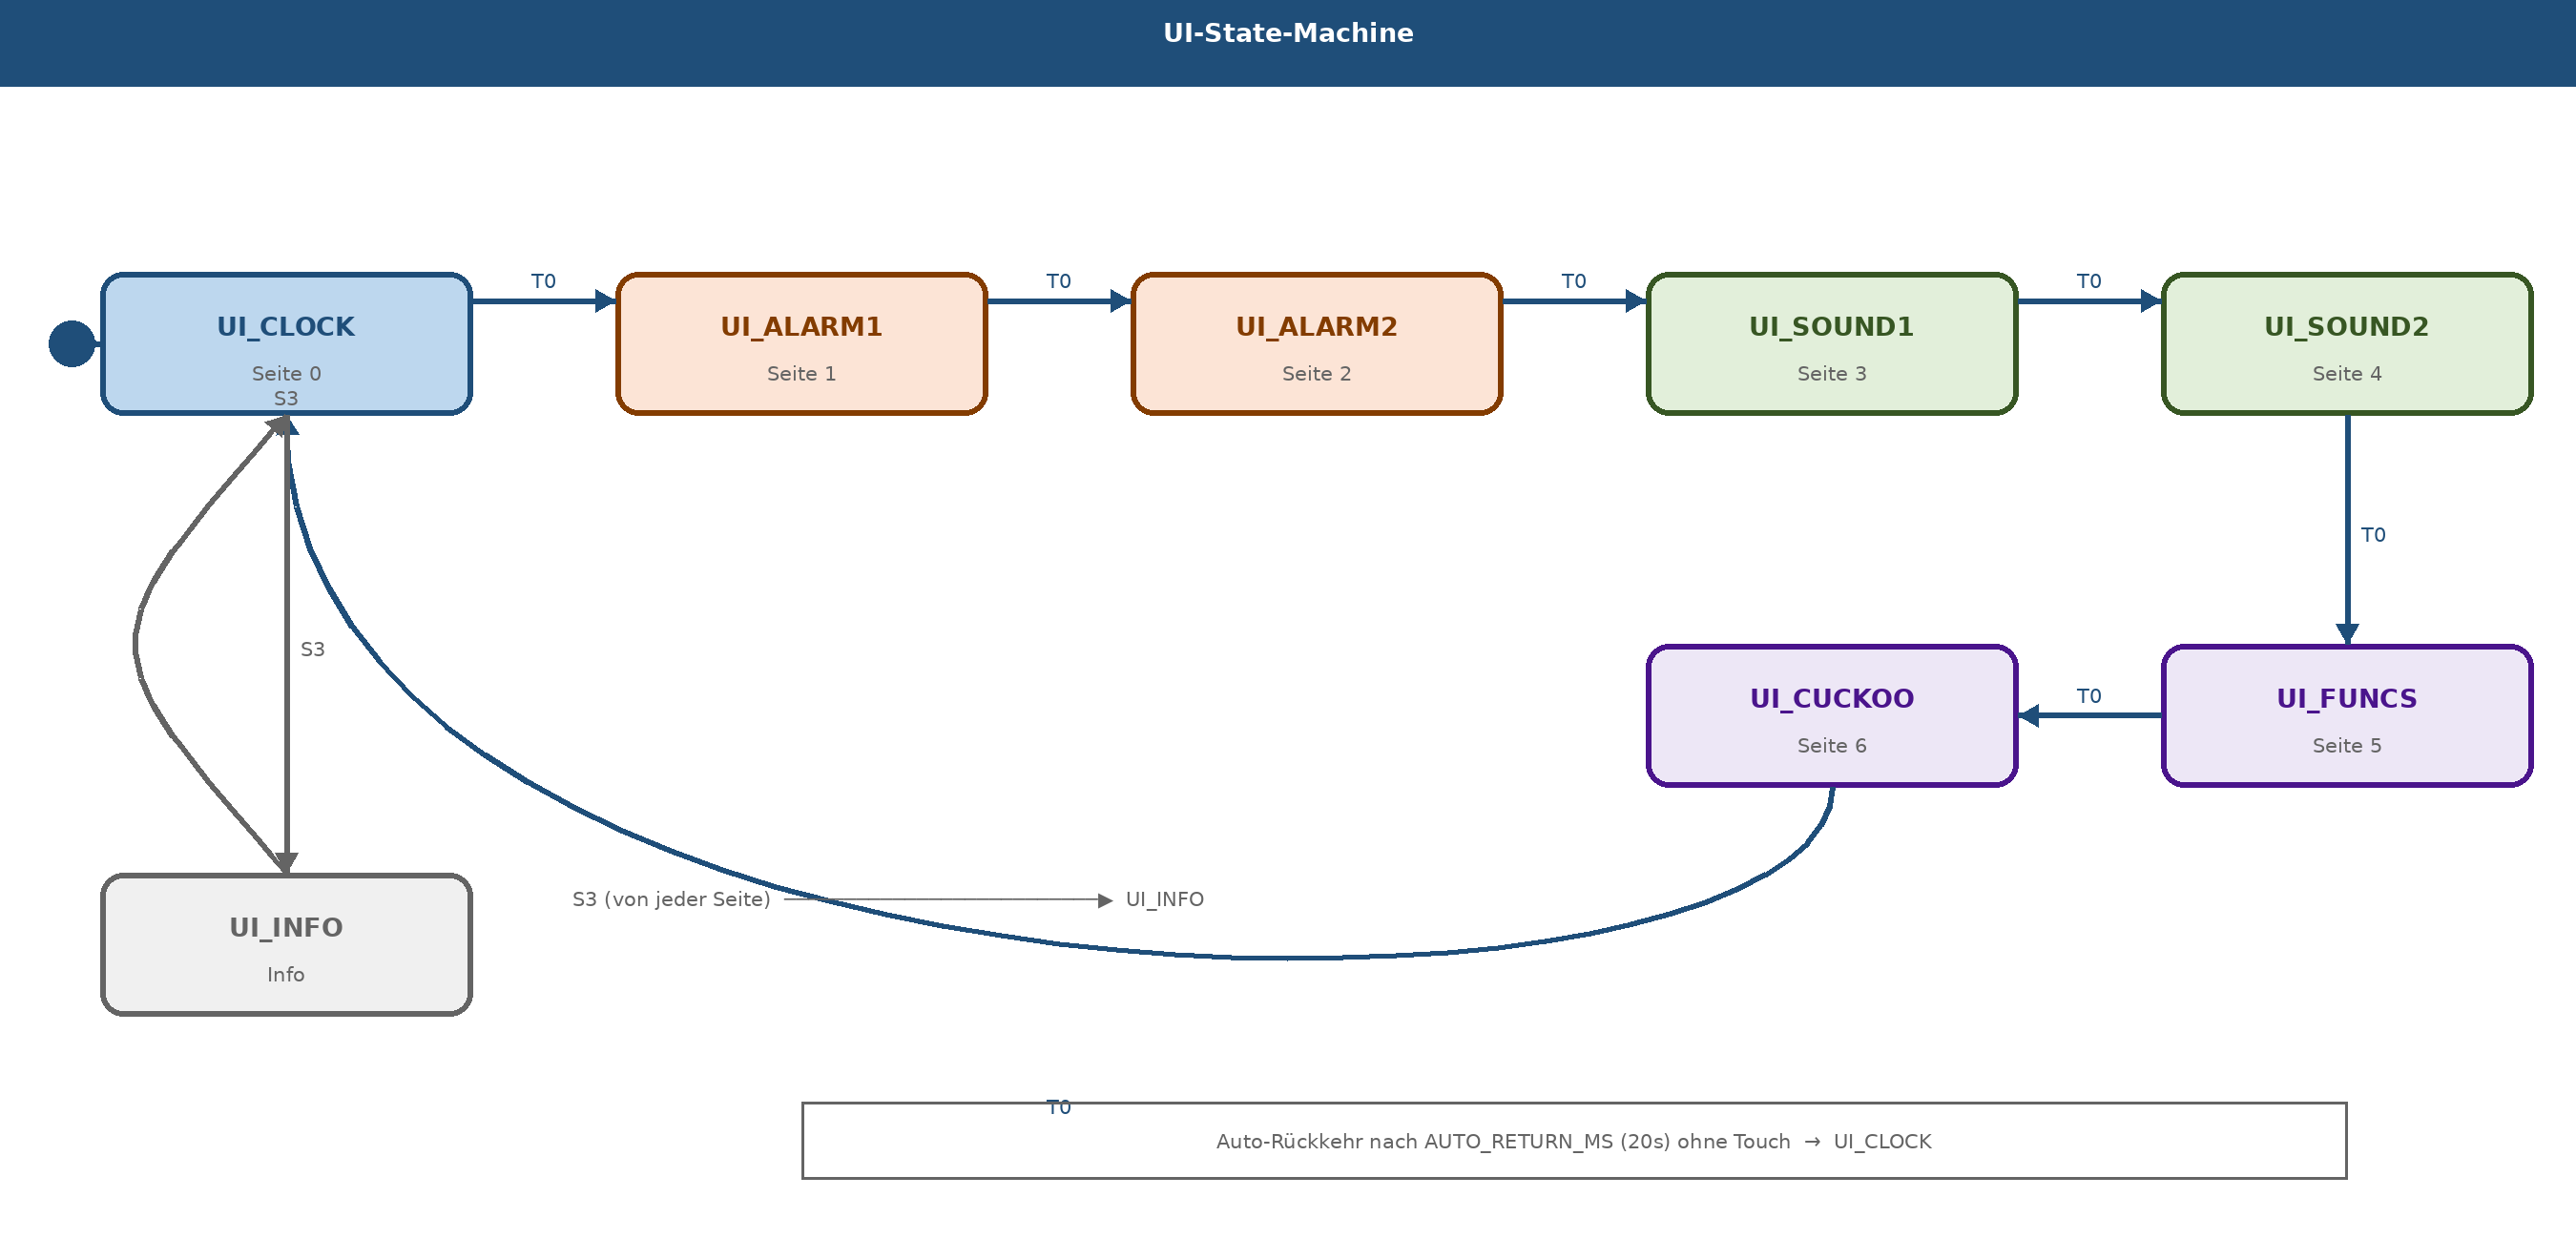 UI-State-Machine
T0
T0
T0
T0
UI_CLOCK
Seite 0
S3
UI_ALARM1
Seite 1
UI_ALARM2
Seite 2
UI_SOUND1
Seite 3
UI_SOUND2
Seite 4
T0
S3
UI_CUCKOO
Seite 6
T0
UI_FUNCS
Seite 5
S3 (von jeder Seite)
UI_INFO
UI_INFO
Info
T0
Auto-Rückkehr nach AUTO_RETURN_MS (20s) ohne Touch → UI_CLOCK